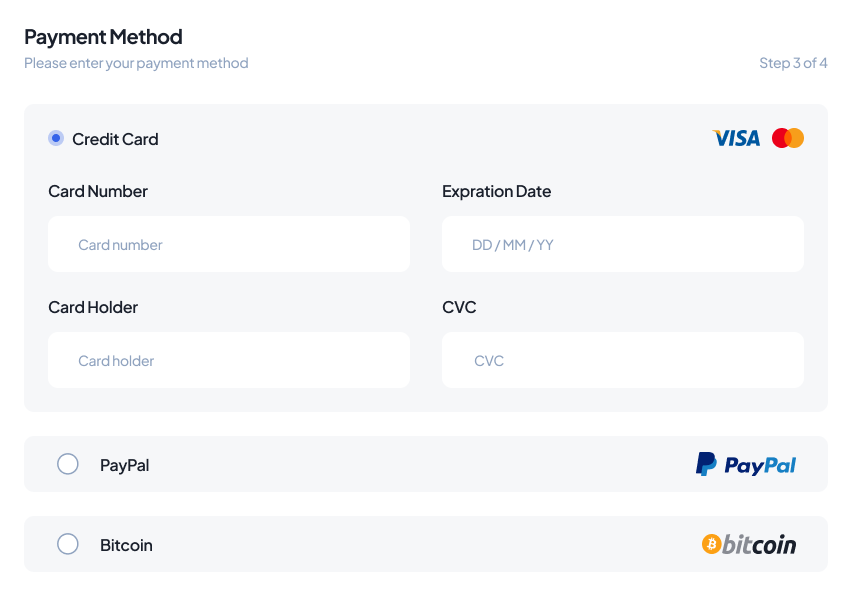 Payment Method
Please enter your payment method
Step 3 of 4
Credit Card
VISA
Card Number
Expration Date
Card number
DD / MM / YY
Card Holder
CVC
Card holder
CVC
PayPal
PayPal
Bitcoin
bitcoin